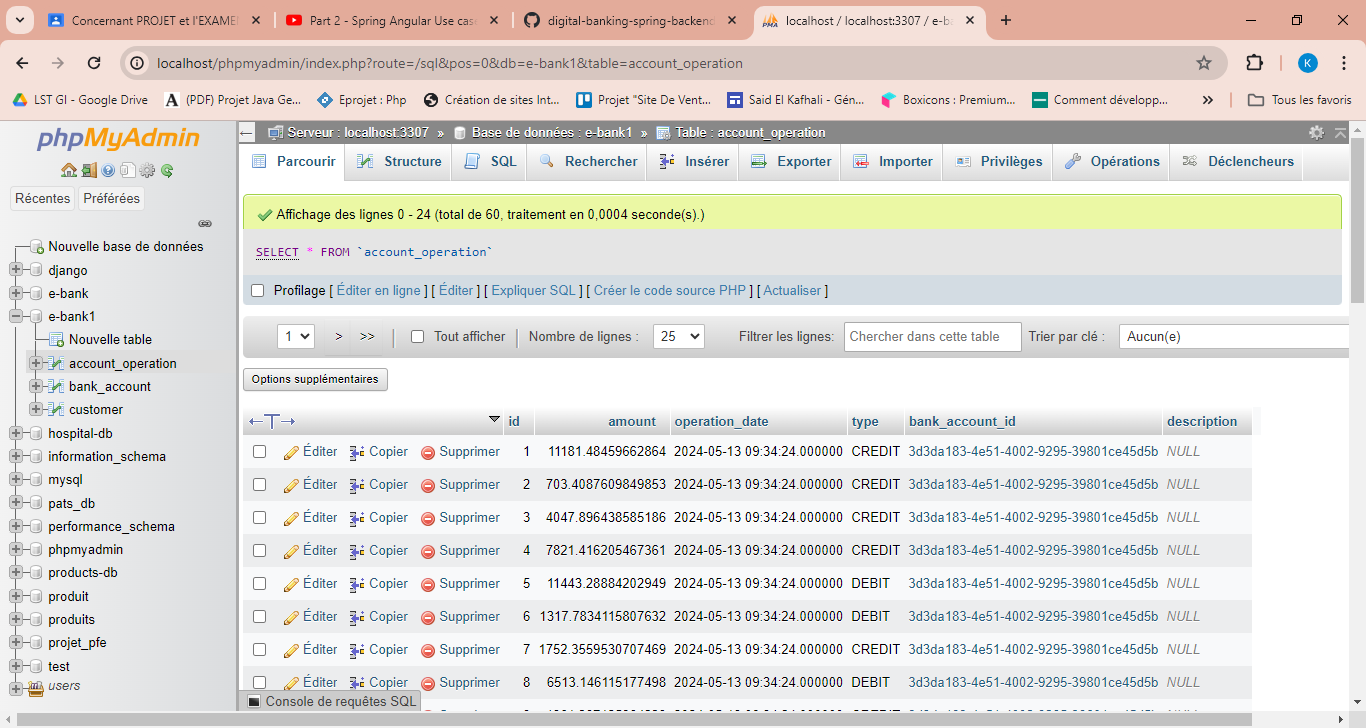 Concernant PROJET et l'EXAME
Part 2 - Spring Angular Use cas
digital-banking-spring-backend
localhost / localhost:3307 / e-ba
localhost/phpmyadmin/index.php?route=/sql&pos=0&db=e-bank1&table=account_operation
K
LST GI - Google Drive
(PDF) Projet Java Ge...
Eprojet : Php
Création de sites Int...
Projet "Site De Vent...
Said El Kafhali - Gén...
Boxicons : Premium...
Comment développ...
»
Tous les favoris
phpMyAdmin
Récentes
Préférées
Nouvelle base de données
django
e-bank
e-bank1
Nouvelle table
account_operation
bank_account
customer
hospital-db
information_schema
mysql
pats_db
performance_schema
phpmyadmin
products-db
produit
produits
projet_pfe
test
users
Serveur : localhost:3307 » Base de données : e-bank1 » Table : account_operation
Parcourir Structure SQL Rechercher Insérer Exporter Importer Privilèges Opérations Déclencheurs
Affichage des lignes 0 - 24 (total de 60, traitement en 0,0004 seconde(s).)
SELECT * FROM `account_operation`
Profilage [ Éditer en ligne ] [ Éditer ] [ Expliquer SQL ] [ Créer le code source PHP ] [ Actualiser ]
1 > >> Tout afficher Nombre de lignes : 25 Filtrer les lignes: Chercher dans cette table Trier par clé : Aucun(e)
Options supplémentaires
id amount operation_date type bank_account_id description
Éditer Copier Supprimer 1 11181.48459662864 2024-05-13 09:34:24.000000 CREDIT 3d3da183-4e51-4002-9295-39801ce45d5b NULL
Éditer Copier Supprimer 2 703.4087609849853 2024-05-13 09:34:24.000000 CREDIT 3d3da183-4e51-4002-9295-39801ce45d5b NULL
Éditer Copier Supprimer 3 4047.896438585186 2024-05-13 09:34:24.000000 CREDIT 3d3da183-4e51-4002-9295-39801ce45d5b NULL
Éditer Copier Supprimer 4 7821.416205467361 2024-05-13 09:34:24.000000 CREDIT 3d3da183-4e51-4002-9295-39801ce45d5b NULL
Éditer Copier Supprimer 5 11443.28884202949 2024-05-13 09:34:24.000000 DEBIT 3d3da183-4e51-4002-9295-39801ce45d5b NULL
Éditer Copier Supprimer 6 1317.7834115807632 2024-05-13 09:34:24.000000 DEBIT 3d3da183-4e51-4002-9295-39801ce45d5b NULL
Éditer Copier Supprimer 7 1752.3559530707469 2024-05-13 09:34:24.000000 CREDIT 3d3da183-4e51-4002-9295-39801ce45d5b NULL
Éditer Copier Supprimer 8 6513.146115177498 2024-05-13 09:34:24.000000 DEBIT 3d3da183-4e51-4002-9295-39801ce45d5b NULL
Console de requêtes SQL